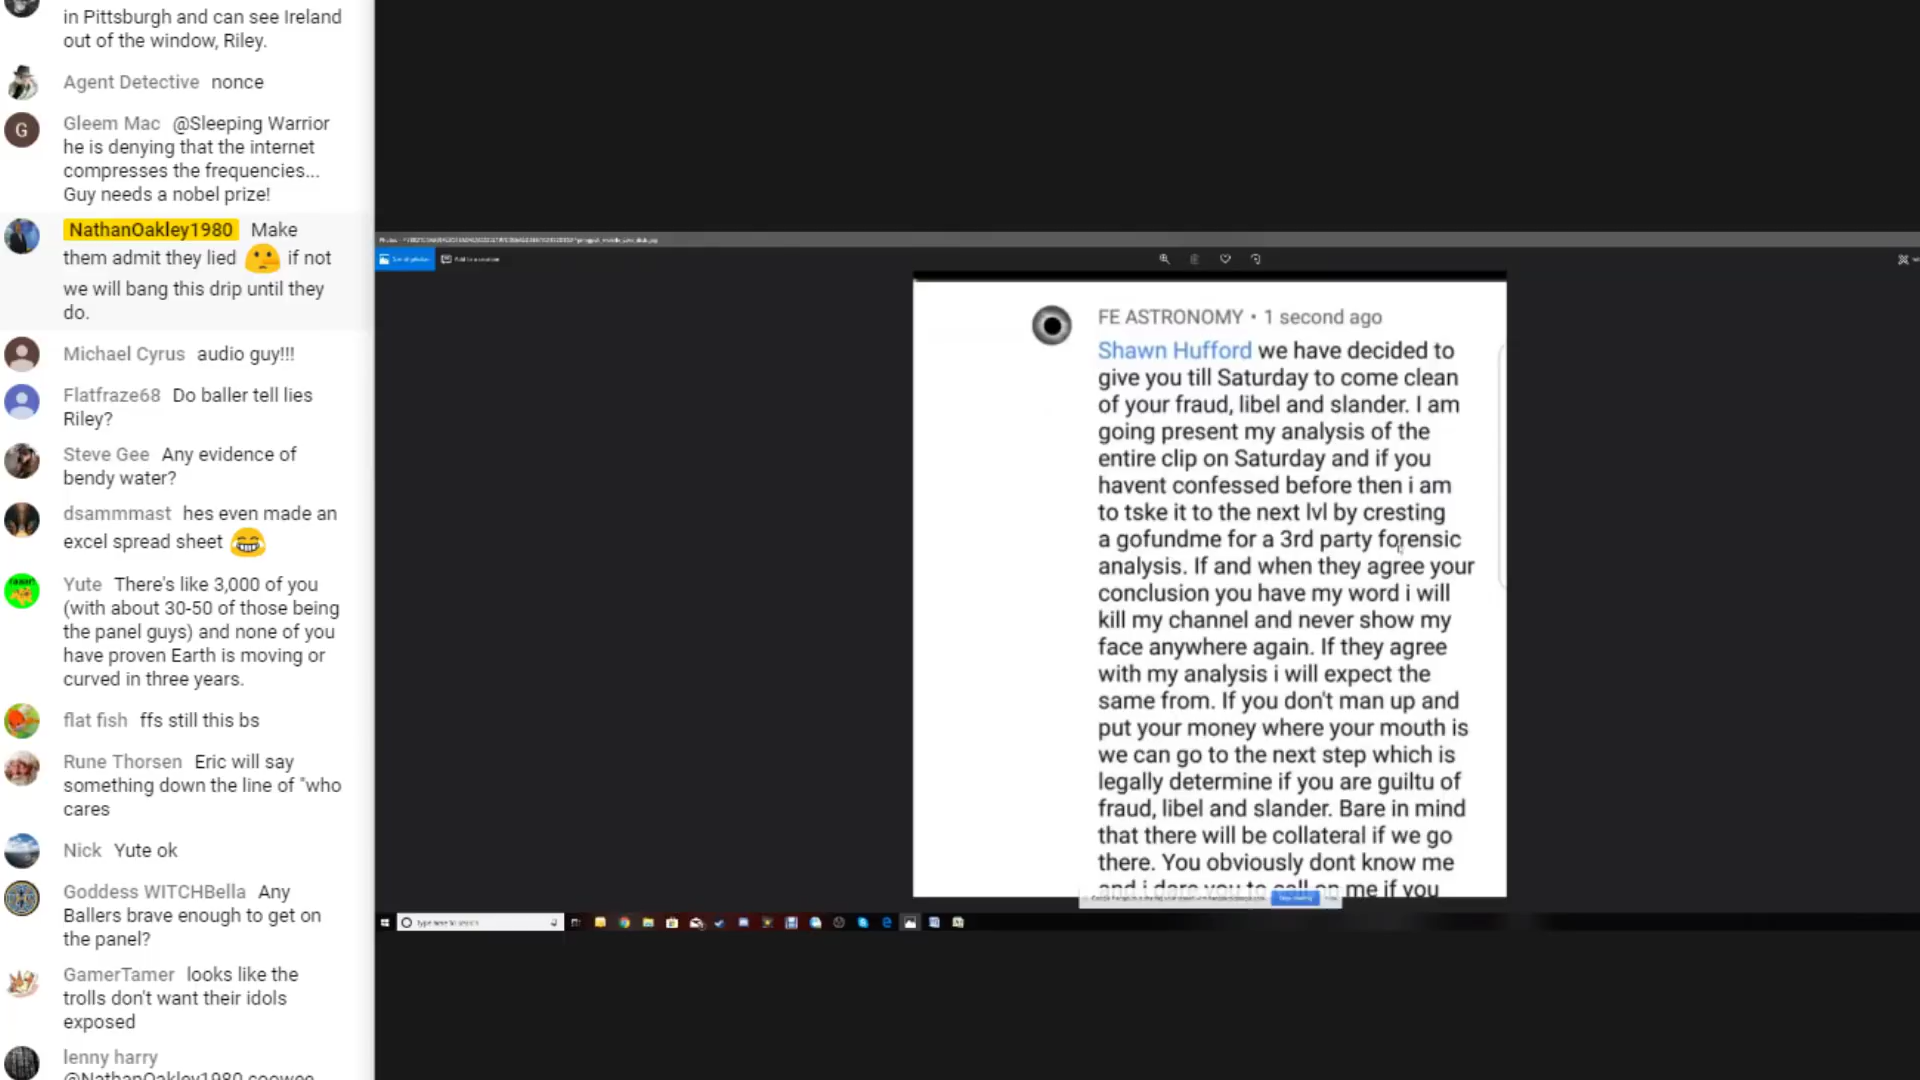 in Pittsburgh and can see Ireland
out of the window, Riley.
Agent Detective nonce
Gleem Mac @Sleeping Warrior
he is denying that the internet
compresses the frequencies...
Guy needs a nobel prize!
NathanOakley1980 Make
them admit they lied if not
we will bang this drip until they
do.
Michael Cyrus audio guy!!!
Flatfraze68 Do baller tell lies
Riley?
Steve Gee Any evidence of
bendy water?
dsammmast hes even made an
excel spread sheet
Yute There's like 3,000 of you
(with about 30-50 of those being
the panel guys) and none of you
have proven Earth is moving or
curved in three years.
flat fish ffs still this bs
Rune Thorsen Eric will say
something down the line of "who
cares
Nick Yute ok
Goddess WITCHBella Any
Ballers brave enough to get on
the panel?
GamerTamer looks like the
trolls don't want their idols
exposed
lenny harry
@NathanOakley1980 coowee
See all photos
Add to a creation
FE ASTRONOMY • 1 second ago
Shawn Hufford we have decided to
give you till Saturday to come clean
of your fraud, libel and slander. I am
going present my analysis of the
entire clip on Saturday and if you
havent confessed before then i am
to tske it to the next lvl by cresting
a gofundme for a 3rd party forensic
analysis. If and when they agree your
conclusion you have my word i will
kill my channel and never show my
face anywhere again. If they agree
with my analysis i will expect the
same from. If you don't man up and
put your money where your mouth is
we can go to the next step which is
legally determine if you are guiltu of
fraud, libel and slander. Bare in mind
that there will be collateral if we go
there. You obviously dont know me
and i dare you to call on me if you
Stop sharing
Type here to search
G